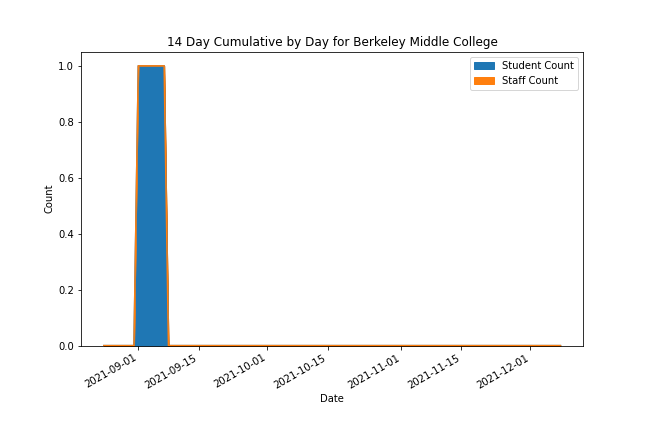 14 Day Cumulative by Day for Berkeley Middle College
Student Count
Staff Count
1.0
0.8
0.6
0.4
0.2
0.0
Count
2021-09-01
2021-09-15
2021-10-01
2021-10-15
2021-11-01
2021-11-15
2021-12-01
Date